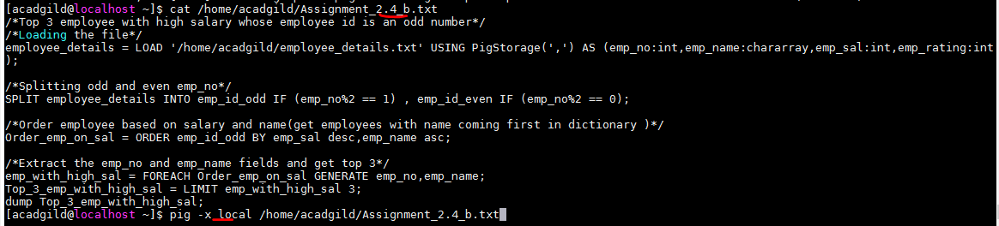 [acadgild@localhost ~]$ cat /home/acadgild/Assignment_2.4_b.txt
/*Top 3 employee with high salary whose employee id is an odd number*/
/*Loading the file*/
employee_details = LOAD '/home/acadgild/employee_details.txt' USING PigStorage(',') AS (emp_no:int,emp_name:chararray,emp_sal:int,emp_rating:int
);
/*Splitting odd and even emp_no*/
SPLIT employee_details INTO emp_id_odd IF (emp_no%2 == 1) , emp_id_even IF (emp_no%2 == 0);
/*Order employee based on salary and name(get employees with name coming first in dictionary )*/
Order_emp_on_sal = ORDER emp_id_odd BY emp_sal desc,emp_name asc;
/*Extract the emp_no and emp_name fields and get top 3*/
emp_with_high_sal = FOREACH Order_emp_on_sal GENERATE emp_no,emp_name;
Top_3_emp_with_high_sal = LIMIT emp_with_high_sal 3;
dump Top_3_emp_with_high_sal;
[acadgild@localhost ~]$ pig -x local /home/acadgild/Assignment_2.4_b.txt